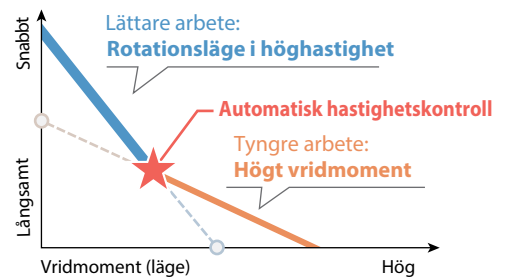 Snabbt
Lättare arbete:
Rotationsläge i höghastighet
Automatisk hastighetskontroll
Tyngre arbete:
Högt vridmoment
Långsamt
Vridmoment (läge)
Hög